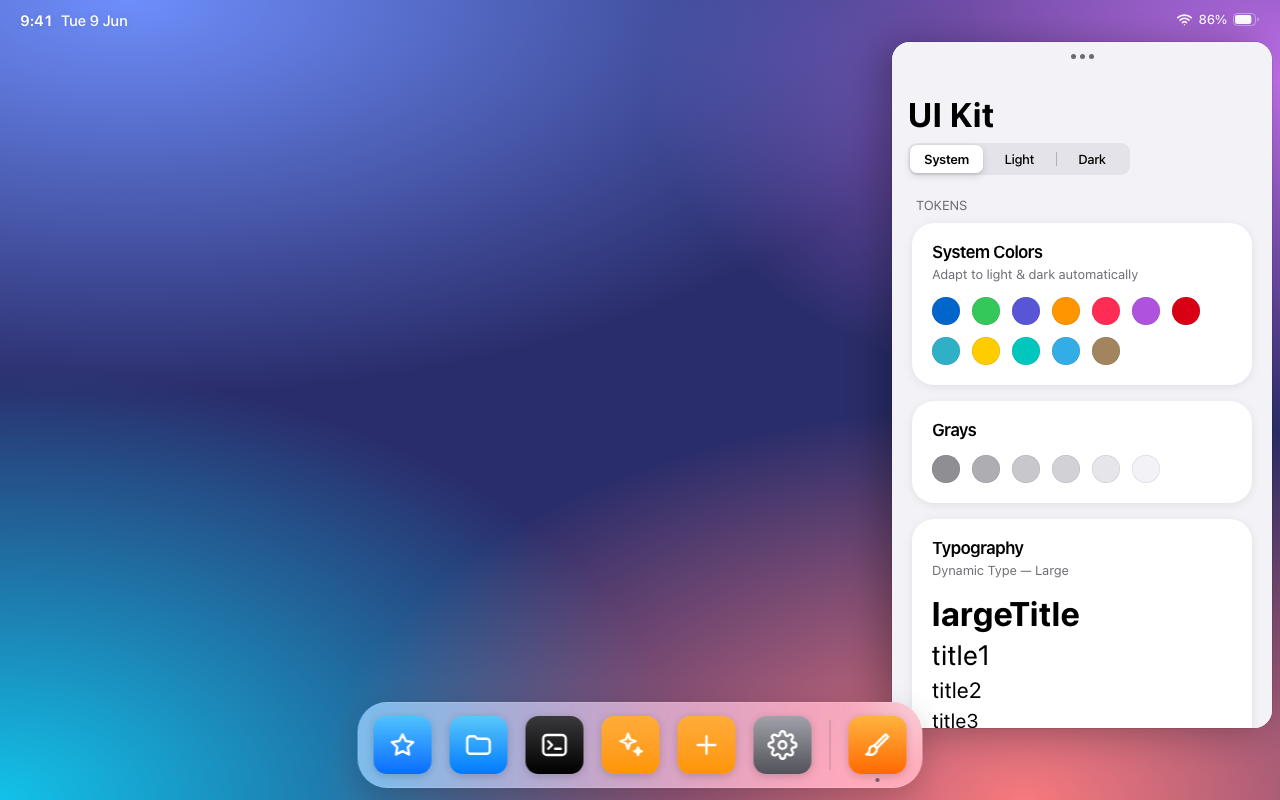 9:41 Tue 9 Jun
86%
UI Kit
System Light Dark
TOKENS
System Colors
Adapt to light & dark automatically
Grays
Typography
Dynamic Type — Large
largeTitle
title1
title2
title3